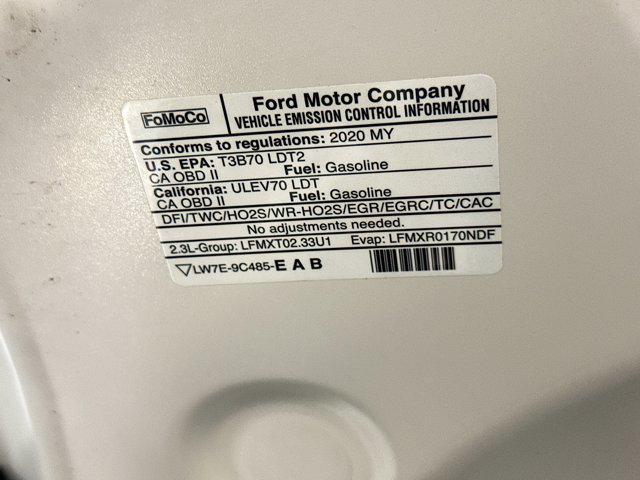 FoMoCo
Ford Motor Company
VEHICLE EMISSION CONTROL INFORMATION
Conforms to regulations: 2020 MY
U.S. EPA: T3B70 LDT2
CA OBD II Fuel: Gasoline
California: ULEV70 LDT
CA OBD II Fuel: Gasoline
DFI/TWC/HO2S/WR-HO2S/EGR/EGRC/TC/CAC
No adjustments needed.
2.3L-Group: LFMXT02.33U1 Evap: LFMXR0170NDF
LW7E-9C485-E A B